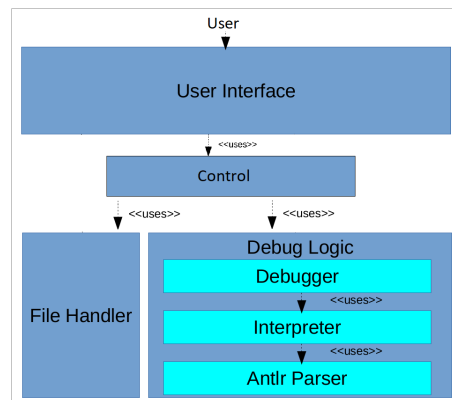 User
User Interface
<<uses>>
Control
<<uses>>
<<uses>>
File Handler
Debug Logic
Debugger
<<uses>>
Interpreter
<<uses>>
Antlr Parser